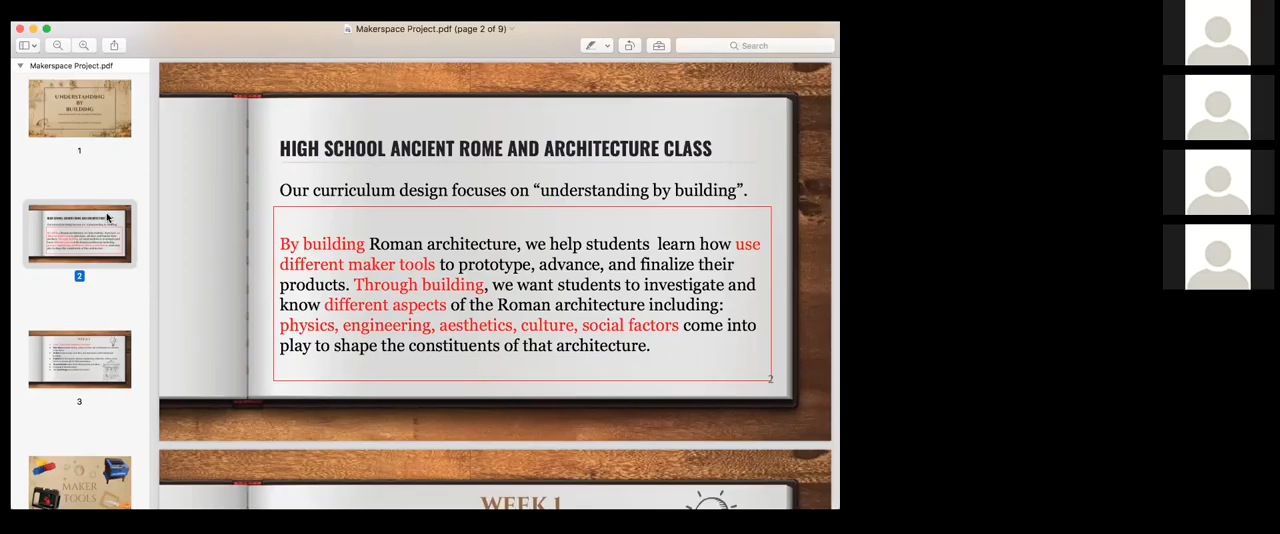 Makerspace Project.pdf (page 2 of 9)
Search
Makerspace Project.pdf
UNDERSTANDING
BY
BUILDING
1
2
WEEK 1
3
MAKER
TOOLS
HIGH SCHOOL ANCIENT ROME AND ARCHITECTURE CLASS
Our curriculum design focuses on “understanding by building”.
By building Roman architecture, we help students learn how use
different maker tools to prototype, advance, and finalize their
products. Through building, we want students to investigate and
know different aspects of the Roman architecture including:
physics, engineering, aesthetics, culture, social factors come into
play to shape the constituents of that architecture.
2
WEEK 1